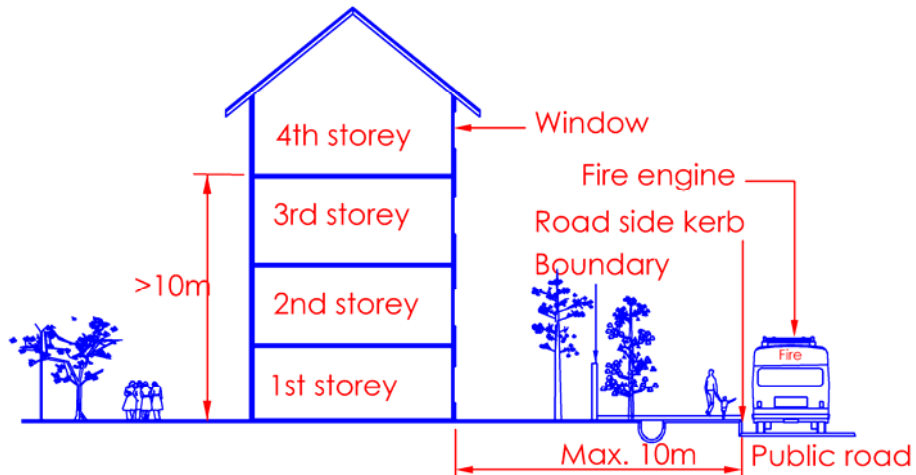 4th storey
Window
Fire engine
3rd storey
Road side kerb
Boundary
>10m
2nd storey
Fire
1st storey
Max. 10m
Public road